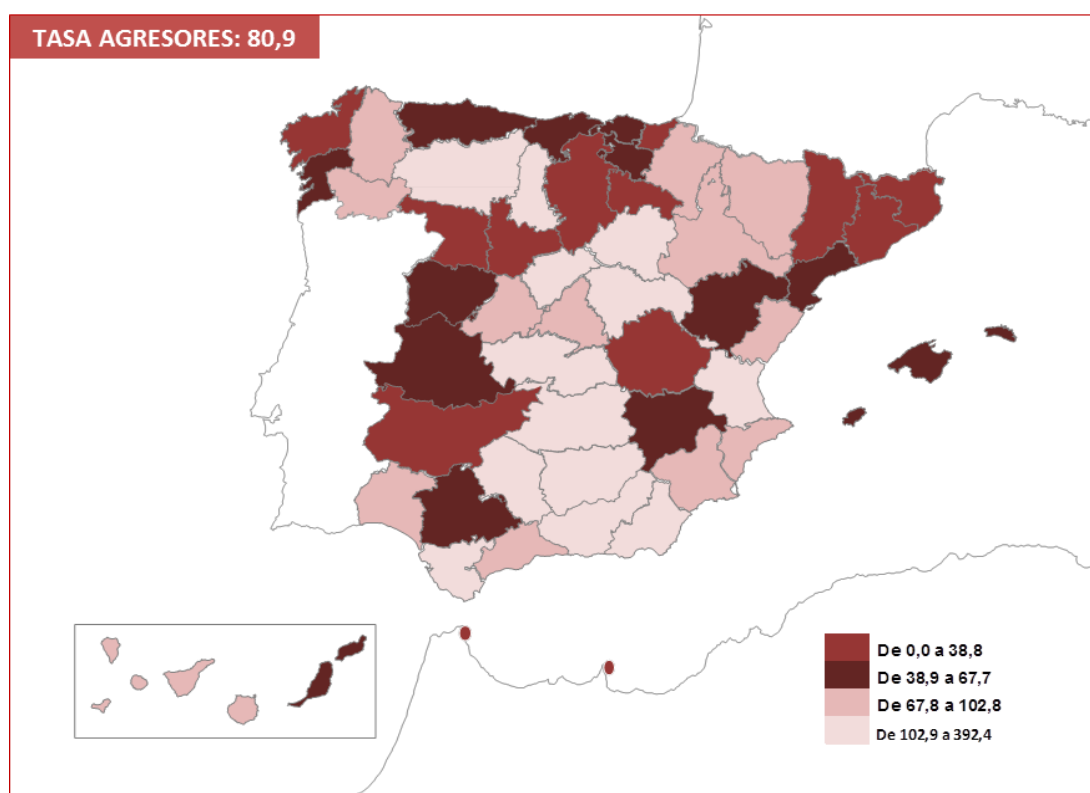 TASA AGRESORES: 80,9
De 0,0 a 38,8
De 38,9 a 67,7
De 67,8 a 102,8
De 102,9 a 392,4